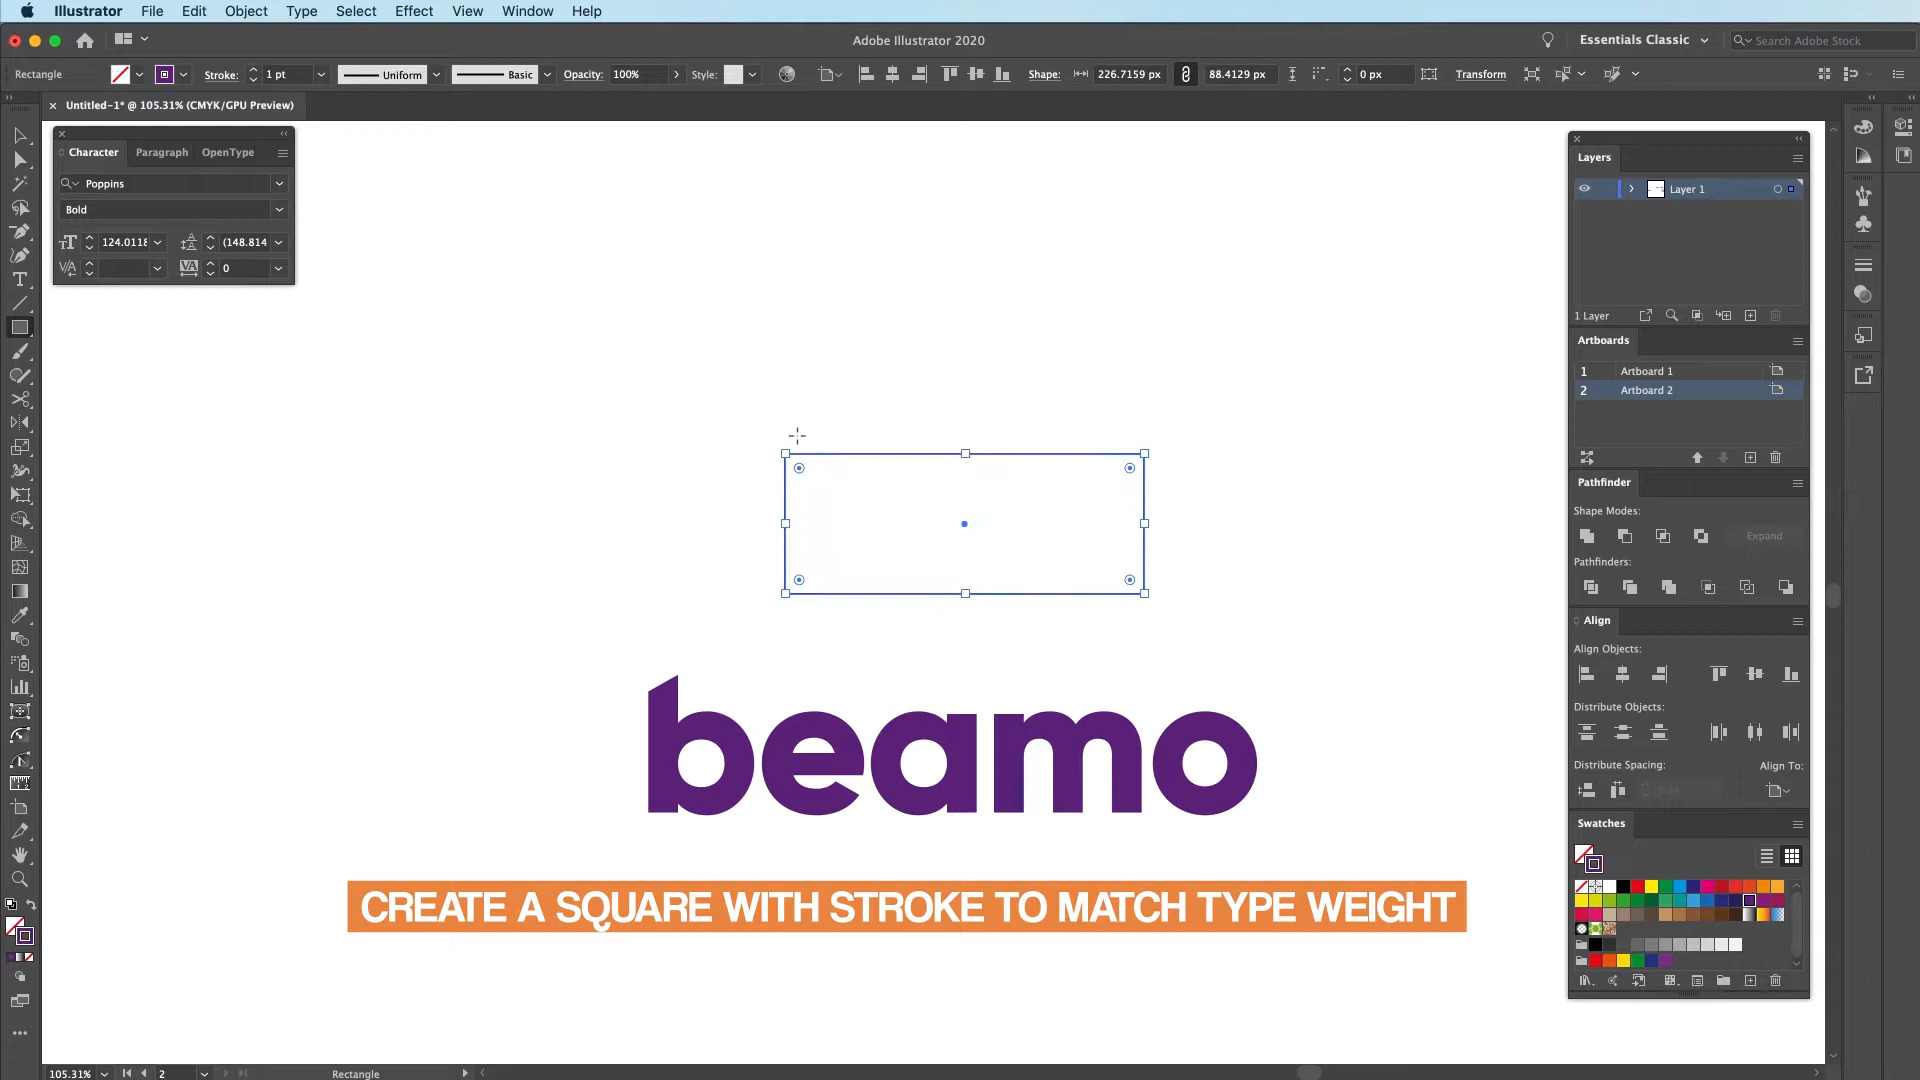 Illustrator File Edit Object Type Select Effect View Window Help
Adobe Illustrator 2020
Essentials Classic
Search Adobe Stock
Rectangle
Stroke: 1 pt
Uniform
Basic
Opacity: 100%
Style:
Shape: 226.7159 px 88.4129 px
0 px
Transform
Untitled-1* @ 105.31% (CMYK/GPU Preview)
Character Paragraph OpenType
Poppins
Bold
124.0118 (148.814
0
Layers
Layer 1
1 Layer
Artboards
1 Artboard 1
2 Artboard 2
Pathfinder
Shape Modes:
Expand
Pathfinders:
Align
Align Objects:
Distribute Objects:
Distribute Spacing: Align To:
Swatches
beamo
CREATE A SQUARE WITH STROKE TO MATCH TYPE WEIGHT
105.31% 2 Rectangle